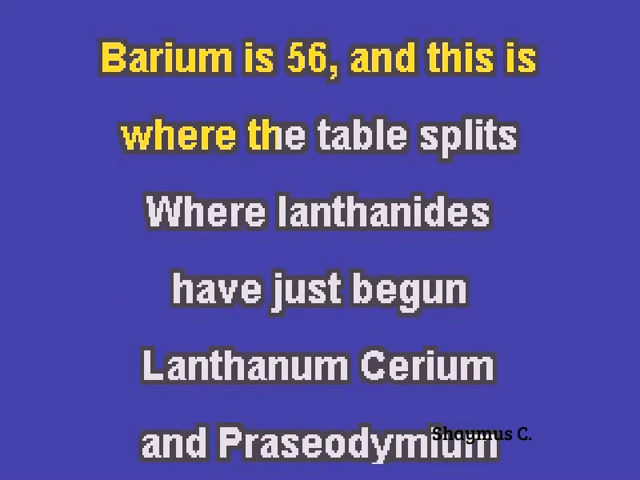 Barium is 56, and this is
where the table splits
Where lanthanides
have just begun
Lanthanum Cerium
and Praseodymium
Shaymus C.